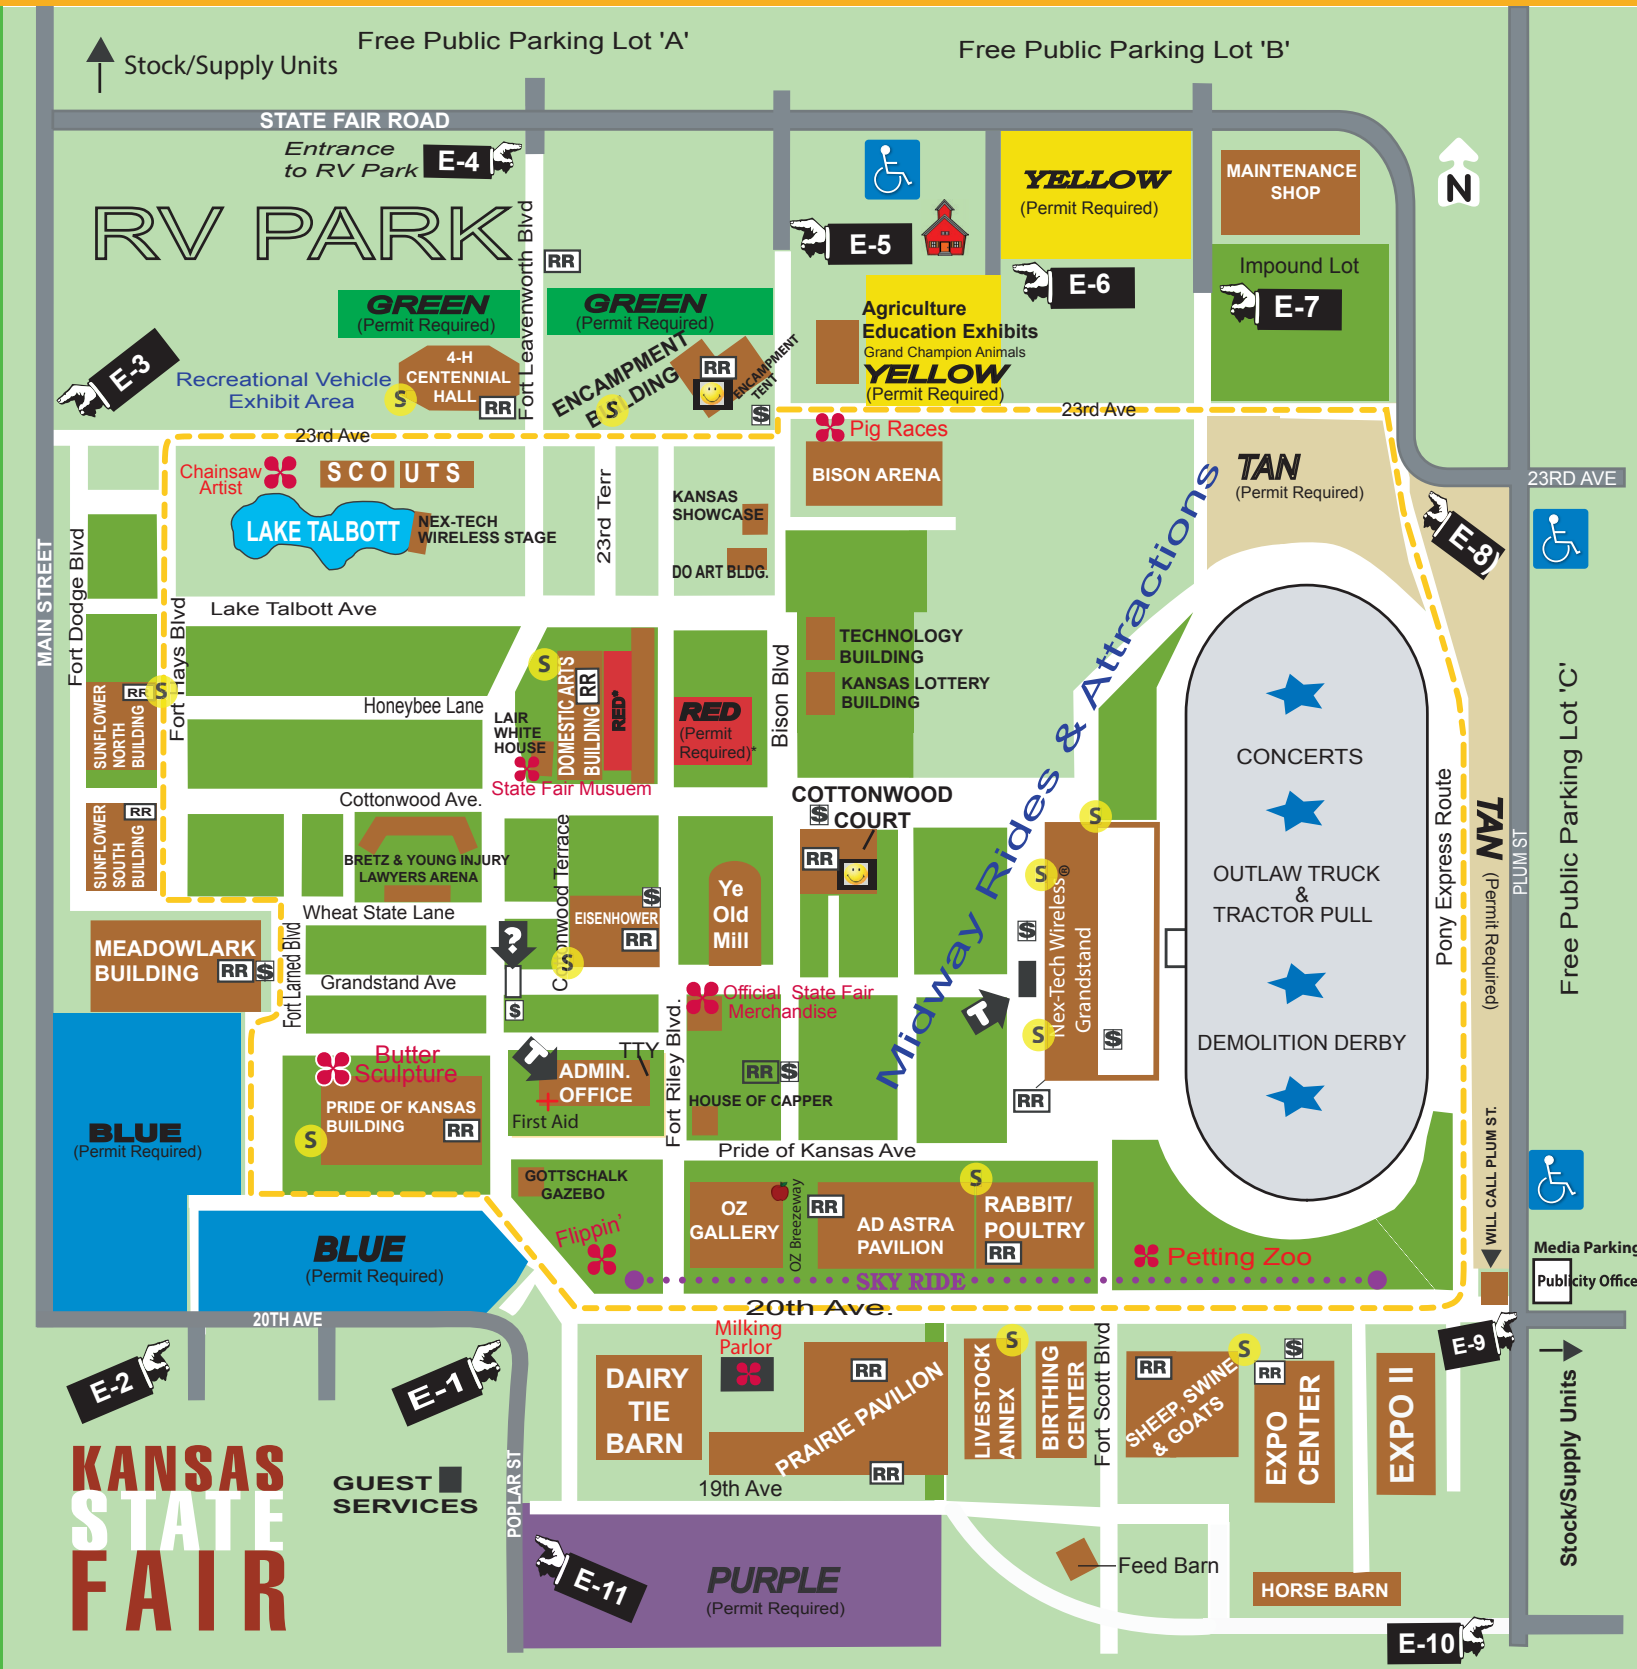 Free Public Parking Lot 'A'
Free Public Parking Lot 'B'
Stock/Supply Units
STATE FAIR ROAD
Entrance
to RV Park
E-4
RV PARK
Fort Leavenworth Blvd
RR
E-5
YELLOW
(Permit Required)
MAINTENANCE
SHOP
N
E-6
Impound Lot
E-7
GREEN
(Permit Required)
GREEN
(Permit Required)
Agriculture
Education Exhibits
Grand Champion Animals
YELLOW
(Permit Required)
E-3
Recreational Vehicle
Exhibit Area
S
4-H
CENTENNIAL
HALL
RR
ENCAMPMENT
BUILDING
S
RR
ENCAMPMENT
TENT
$
23rd Ave
23rd Ave
Pig Races
BISON ARENA
Chainsaw
Artist
SCOUTS
LAKE TALBOTT
NEX-TECH
WIRELESS STAGE
23rd Terr
KANSAS
SHOWCASE
DO ART BLDG.
TAN
(Permit Required)
23RD AVE
E-8
MAIN STREET
Fort Dodge Blvd
Fort Hays Blvd
Lake Talbott Ave
Honeybee Lane
SUNFLOWER
NORTH
BUILDING
RR
S
S
LAIR
WHITE
HOUSE
DOMESTIC ARTS
BUILDING
RR
RED*
State Fair Musuem
RED
(Permit
Required)*
Bison Blvd
TECHNOLOGY
BUILDING
KANSAS LOTTERY
BUILDING
Midway Rides & Attractions
CONCERTS
OUTLAW TRUCK
&
TRACTOR PULL
DEMOLITION DERBY
Pony Express Route
TAN
(Permit Required)
PLUM ST
Free Public Parking Lot 'C'
Cottonwood Ave.
SUNFLOWER
SOUTH
BUILDING
RR
BRETZ & YOUNG INJURY
LAWYERS ARENA
Cottonwood Terrace
COTTONWOOD
$ COURT
RR
S
S
Nex-Tech Wireless®
Grandstand
$
$
S
T
RR
Wheat State Lane
EISENHOWER
$
RR
Ye
Old
Mill
MEADOWLARK
BUILDING
RR
$
Fort Larned Blvd
Grandstand Ave
?
S
$
Official State Fair
Merchandise
Fort Riley Blvd.
Butter
Sculpture
PRIDE OF KANSAS
BUILDING
RR
S
T
TTY
ADMIN.
OFFICE
First Aid
RR
$
HOUSE OF CAPPER
BLUE
(Permit Required)
Pride of Kansas Ave
GOTTSCHALK
GAZEBO
Flippin'
OZ
GALLERY
OZ Breezeway
RR
AD ASTRA
PAVILION
S
RABBIT/
POULTRY
RR
Petting Zoo
SKY RIDE
WILL CALL PLUM ST.
Media Parking
Publicity Office
BLUE
(Permit Required)
20TH AVE
20th Ave.
E-2
E-1
E-9
Milking
Parlor
DAIRY
TIE
BARN
RR
PRAIRIE PAVILION
RR
LIVESTOCK
ANNEX
S
BIRTHING
CENTER
Fort Scott Blvd
RR
SHEEP, SWINE
& GOATS
S
$
RR
EXPO
CENTER
EXPO II
Stock/Supply Units
19th Ave
KANSAS
STATE
FAIR
GUEST
SERVICES
POPLAR ST
E-11
PURPLE
(Permit Required)
Feed Barn
HORSE BARN
E-10